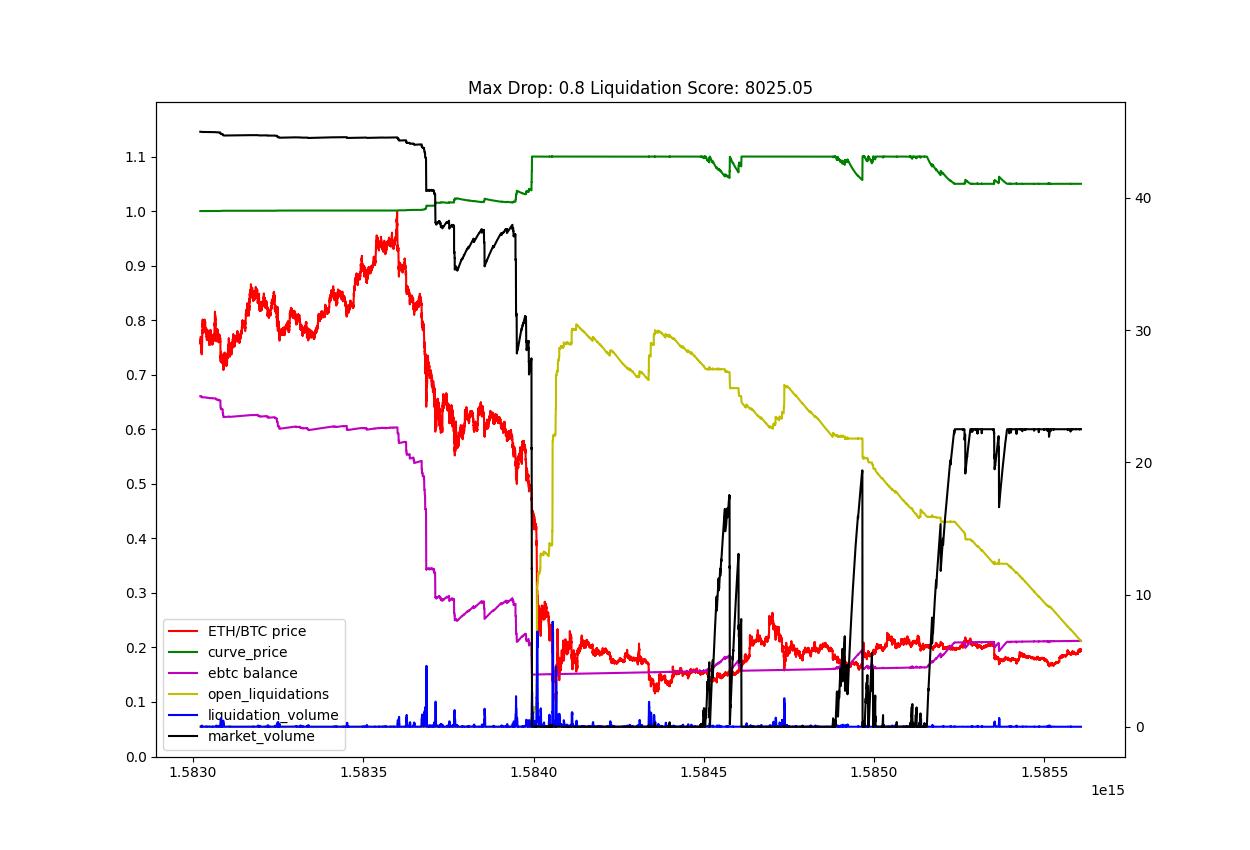 Max Drop: 0.8 Liquidation Score: 8025.05
1.1
1.0
0.9
0.8
0.7
0.6
0.5
0.4
0.3
0.2
0.1
0.0
40
30
20
10
0
ETH/BTC price
curve_price
ebtc balance
open_liquidations
liquidation_volume
market_volume
1.5830 1.5835 1.5840 1.5845 1.5850 1.5855
1e15